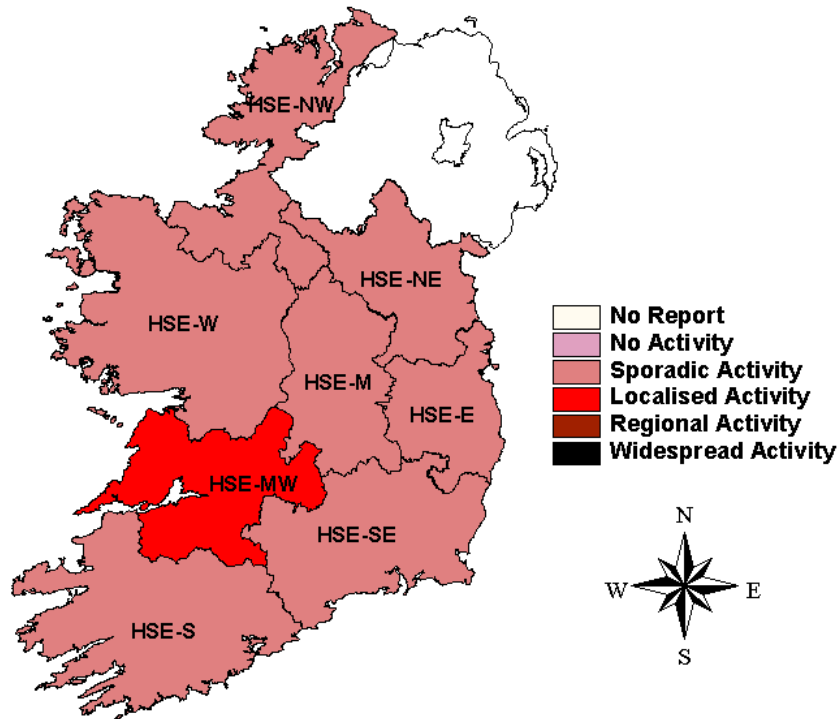 HSE-NW
HSE-NE
HSE-W
HSE-M
HSE-E
HSE-MW
HSE-SE
HSE-S
No Report
No Activity
Sporadic Activity
Localised Activity
Regional Activity
Widespread Activity
N
W E
S